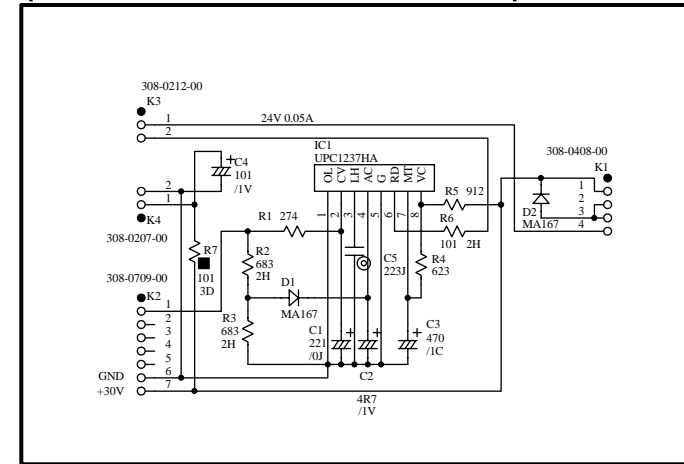 308-0212-00
K3
1
24V 0.05A
2
IC1
UPC1237HA
OL
CV
LH
AC
G
RD
MT
VC
1
2
3
4
5
6
7
8
C4
+
101
/1V
2
1
K4
308-0207-00
R7
101
3D
R1 274
R2
683
2H
D1
MA167
R3
683
2H
C5
223J
R5 912
R6
101 2H
R4
623
308-0408-00
K1
1
2
3
4
D2
MA167
308-0709-00
K2
1
2
3
4
5
GND 6
+30V 7
C1
221
/0J
+
C2
+
4R7
/1V
C3
470
/1C
+